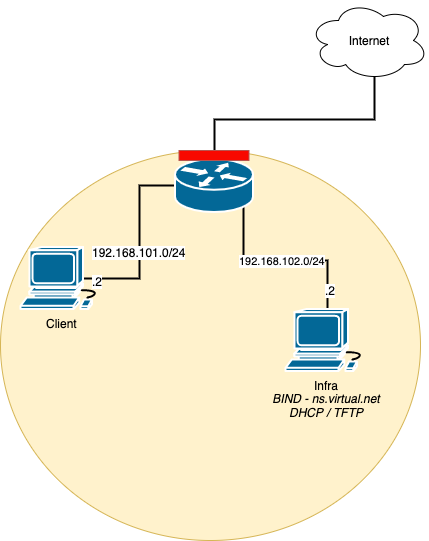 Internet
192.168.101.0/24
192.168.102.0/24
.2
.2
Client
Infra
BIND - ns.virtual.net
DHCP / TFTP